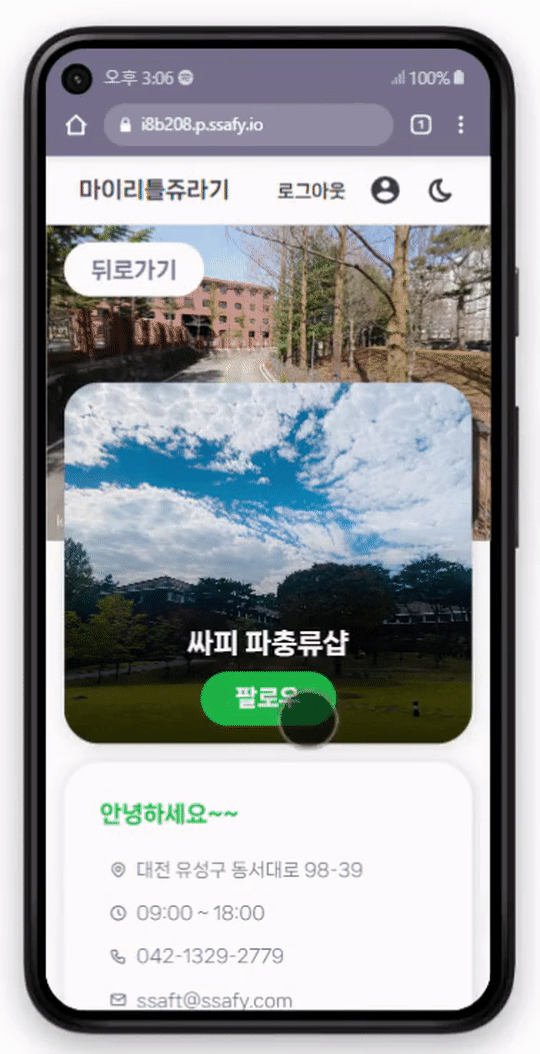 오후 3:06
100%
i8b208.p.ssafy.io
1
마이리틀쥬라기
로그아웃
뒤로가기
싸피 파충류샵
팔로우
안녕하세요~~
대전 유성구 동서대로 98-39
09:00 ~ 18:00
042-1329-2779
ssaft@ssafy.com